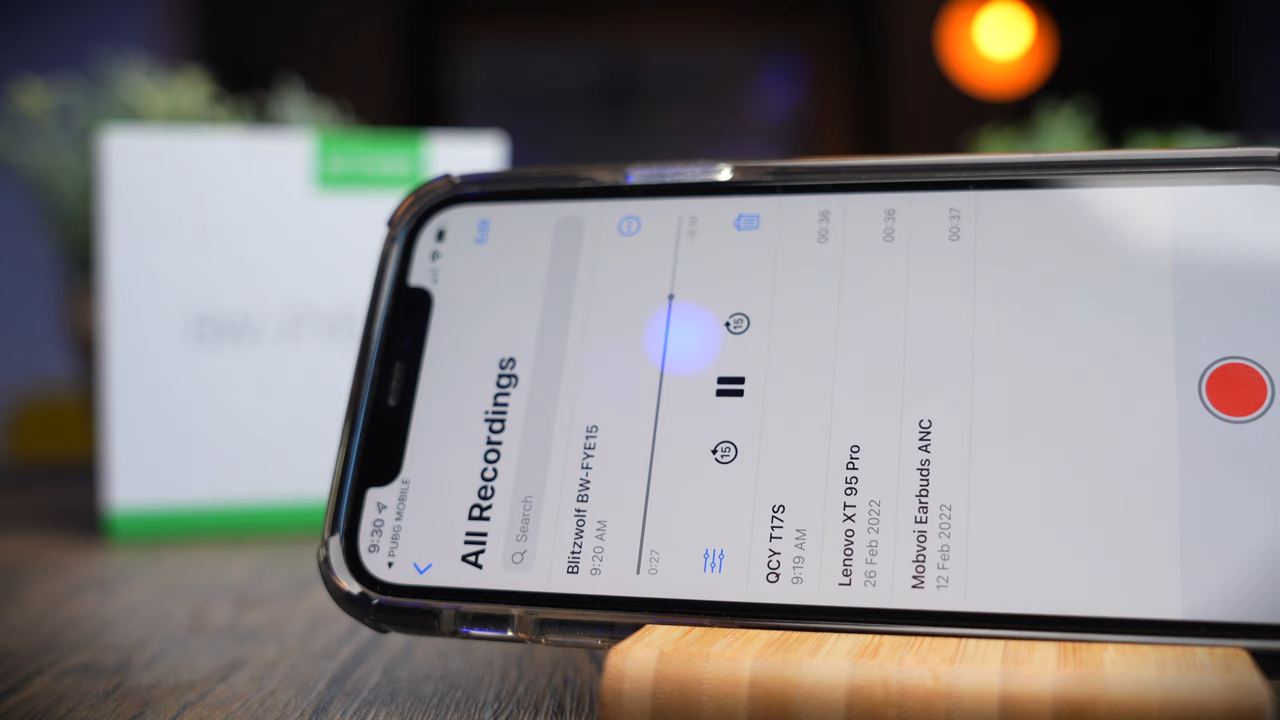 9:30
◀ PUBG MOBILE
Edit
All Recordings
Search
Blitzwolf BW-FYE15
9:20 AM
0:27
15
15
QCY T17S
9:19 AM
00:36
Lenovo XT 95 Pro
26 Feb 2022
00:36
Mobvoi Earbuds ANC
12 Feb 2022
00:37